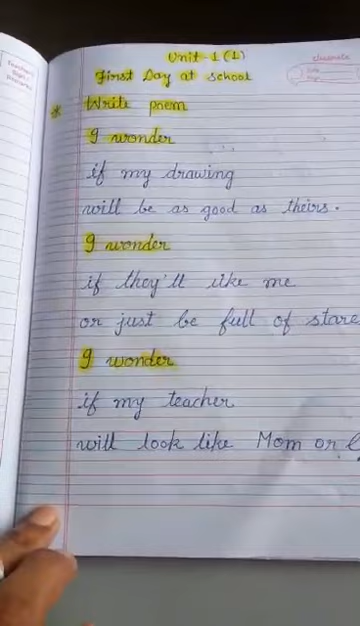 Unit-1 (1)
classmate
First Day at school
* Write poem
I wonder
if my drawing
will be as good as theirs.
I wonder
if they'll like me
or just be full of stare
I wonder
if my teacher
will look like Mom or